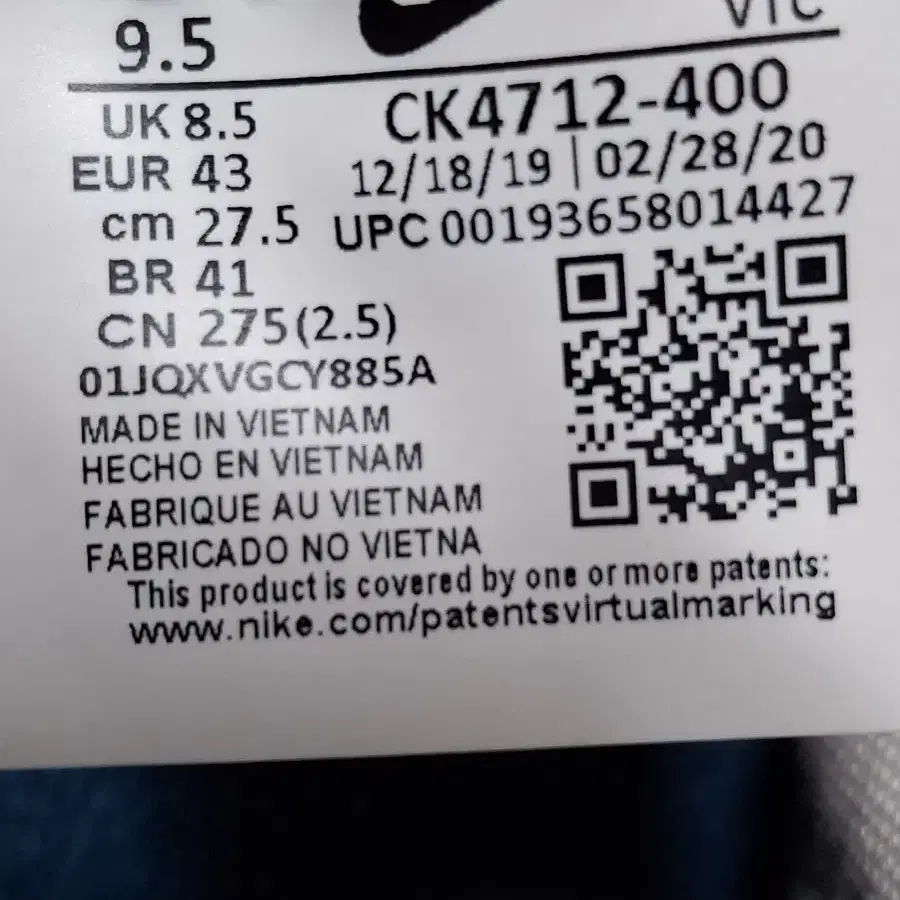 9.5
VTC
UK 8.5
CK4712-400
EUR 43
12/18/19 | 02/28/20
cm 27.5
UPC 00193658014427
BR 41
CN 275(2.5)
01JQXVGCY885A
MADE IN VIETNAM
HECHO EN VIETNAM
FABRIQUE AU VIETNAM
FABRICADO NO VIETNA
This product is covered by one or more patents:
www.nike.com/patentsvirtualmarking